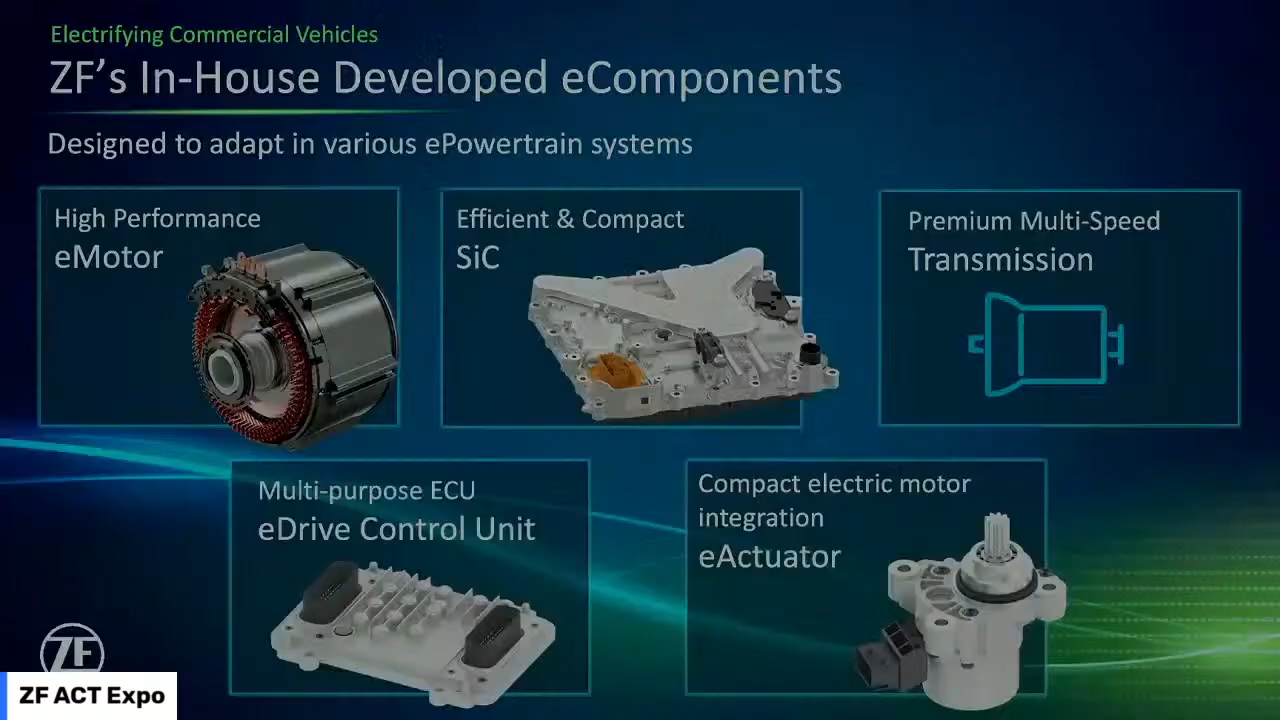 Electrifying Commercial Vehicles
ZF's In-House Developed eComponents
Designed to adapt in various ePowertrain systems
High Performance
eMotor
Efficient & Compact
SiC
Premium Multi-Speed
Transmission
Multi-purpose ECU
eDrive Control Unit
Compact electric motor
integration
eActuator
ZF
ZF ACT Expo